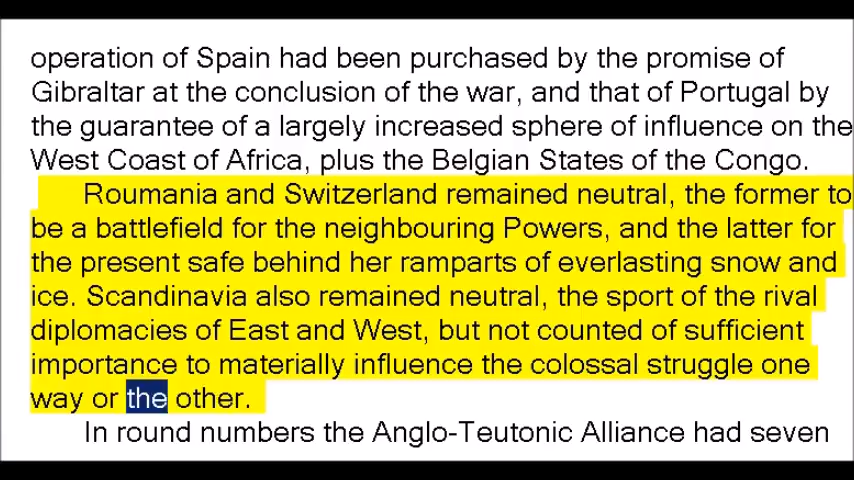 operation of Spain had been purchased by the promise of
Gibraltar at the conclusion of the war, and that of Portugal by
the guarantee of a largely increased sphere of influence on the
West Coast of Africa, plus the Belgian States of the Congo.
Roumania and Switzerland remained neutral, the former to
be a battlefield for the neighbouring Powers, and the latter for
the present safe behind her ramparts of everlasting snow and
ice. Scandinavia also remained neutral, the sport of the rival
diplomacies of East and West, but not counted of sufficient
importance to materially influence the colossal struggle one
way or the other.
In round numbers the Anglo-Teutonic Alliance had seven